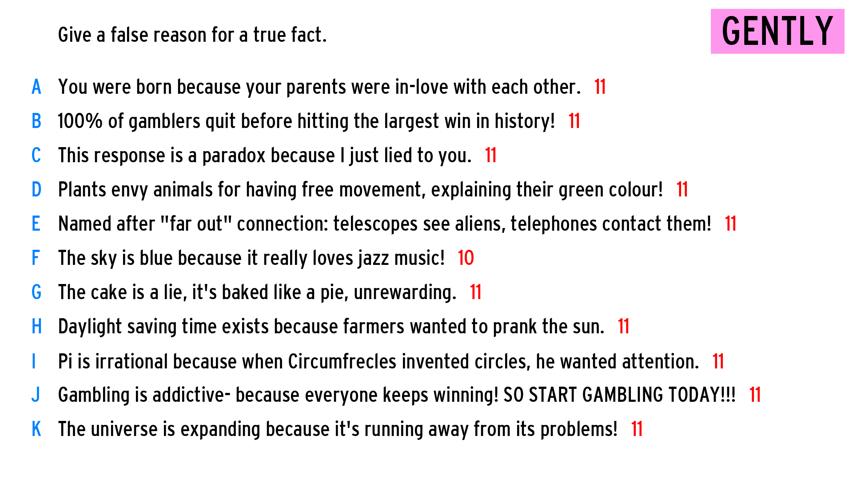 Give a false reason for a true fact.
GENTLY
A You were born because your parents were in-love with each other. 11
B 100% of gamblers quit before hitting the largest win in history! 11
C This response is a paradox because I just lied to you. 11
D Plants envy animals for having free movement, explaining their green colour! 11
E Named after "far out" connection: telescopes see aliens, telephones contact them! 11
F The sky is blue because it really loves jazz music! 10
G The cake is a lie, it's baked like a pie, unrewarding. 11
H Daylight saving time exists because farmers wanted to prank the sun. 11
I Pi is irrational because when Circumfrecles invented circles, he wanted attention. 11
J Gambling is addictive- because everyone keeps winning! SO START GAMBLING TODAY!!! 11
K The universe is expanding because it's running away from its problems! 11